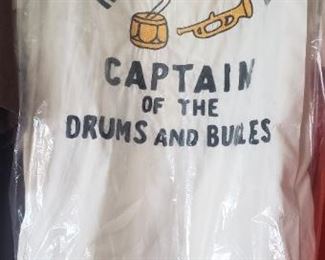 CAPTAIN
OF THE
DRUMS AND BUGLES